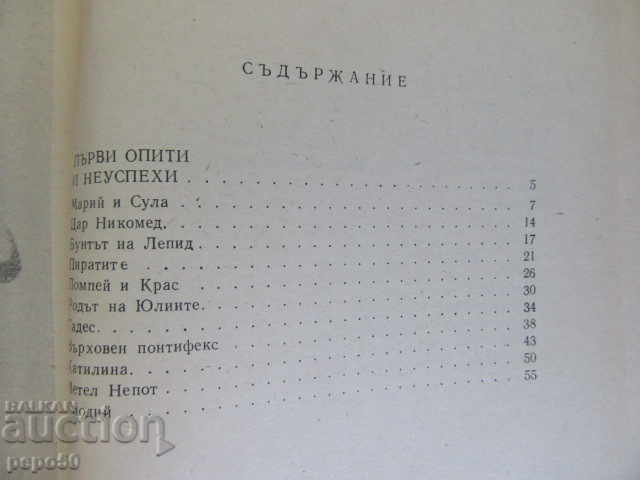 СЪДЪРЖАНИЕ
ПЪРВИ ОПИТИ
И НЕУСПЕХИ . . . . . . . . . . . . . . 5
Марий и Сула . . . . . . . . . . . . . . 7
Цар Никомед . . . . . . . . . . . . . . 14
Бунтът на Лепид . . . . . . . . . . . . . . 17
Пиратите . . . . . . . . . . . . . . 21
Помпей и Крас . . . . . . . . . . . . . . 26
Родът на Юлиите . . . . . . . . . . . . . . 30
Гадес . . . . . . . . . . . . . . 34
Върховен понтифекс . . . . . . . . . . . . . . 38
Катилина . . . . . . . . . . . . . . 43
Метел Непот . . . . . . . . . . . . . . 50
Клодий . . . . . . . . . . . . . . 55
BALKAN
auction
pepo50